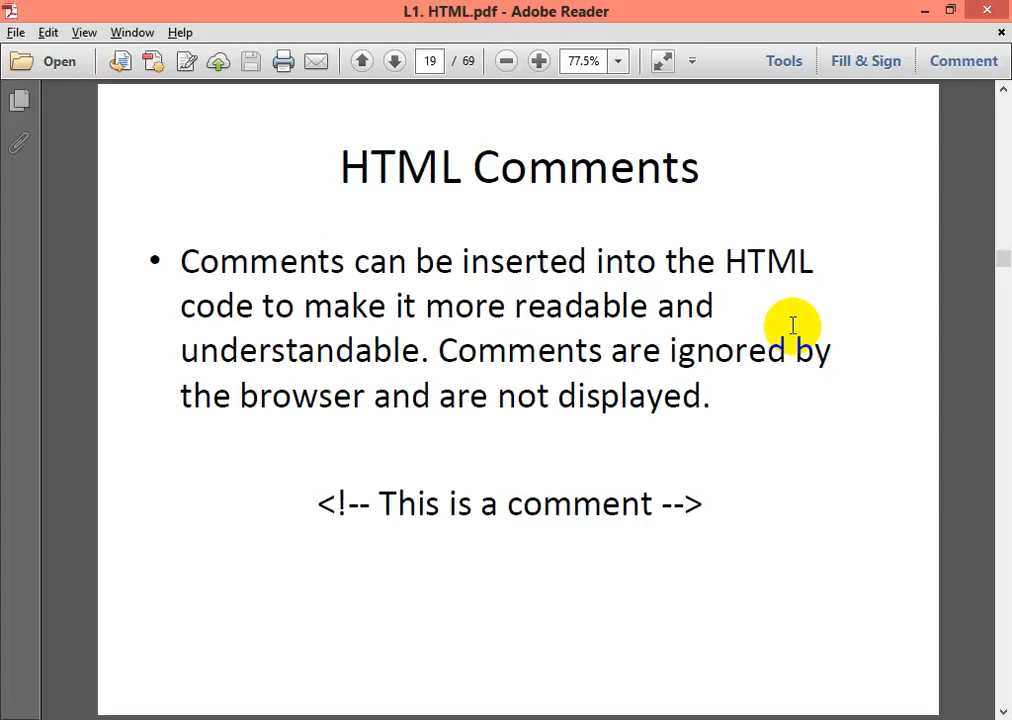 L1. HTML.pdf - Adobe Reader
File Edit View Window Help
Open 19 / 69 77.5% Tools Fill & Sign Comment
HTML Comments
• Comments can be inserted into the HTML
code to make it more readable and
understandable. Comments are ignored by
the browser and are not displayed.
<!-- This is a comment -->